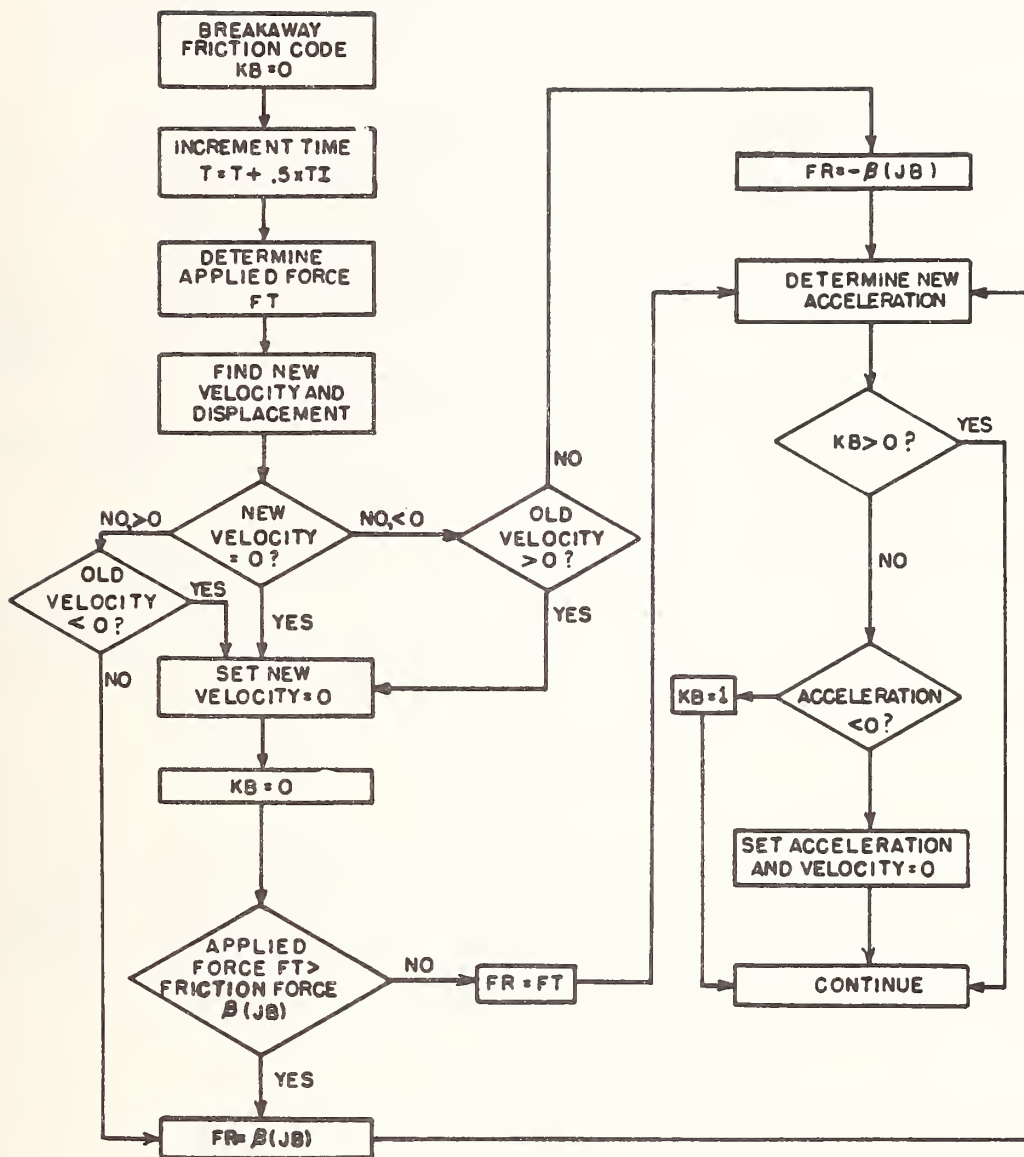 BREAKAWAY
FRICTION CODE
KB=0
INCREMENT TIME
T=T+ .5xTI
DETERMINE
APPLIED FORCE
FT
FIND NEW
VELOCITY AND
DISPLACEMENT
NEW
VELOCITY
= 0?
NO,>0
NO,<0
YES
OLD
VELOCITY
< 0?
YES
NO
OLD
VELOCITY
>0?
NO
YES
SET NEW
VELOCITY=0
KB=0
APPLIED
FORCE FT>
FRICTION FORCE
β(JB)
NO
YES
FR=FT
FR=β(JB)
FR=-β(JB)
DETERMINE NEW
ACCELERATION
KB>0?
YES
NO
ACCELERATION
<0?
KB=1
SET ACCELERATION
AND VELOCITY=0
CONTINUE